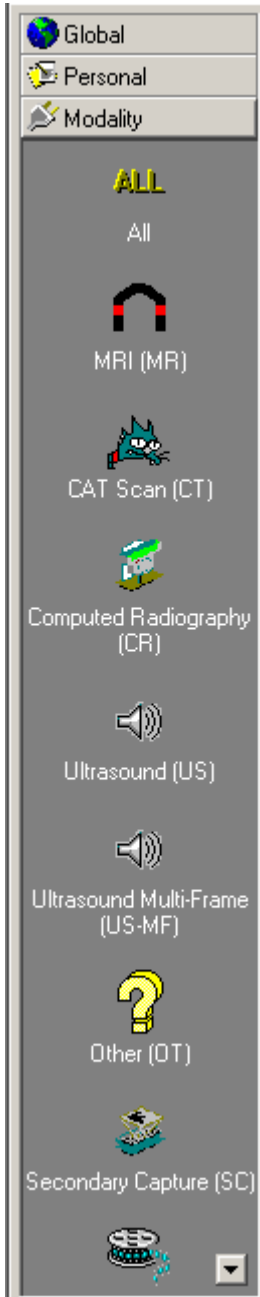 Global
Personal
Modality
ALL
All
MRI (MR)
CAT Scan (CT)
Computed Radiography
(CR)
Ultrasound (US)
Ultrasound Multi-Frame
(US-MF)
Other (OT)
Secondary Capture (SC)